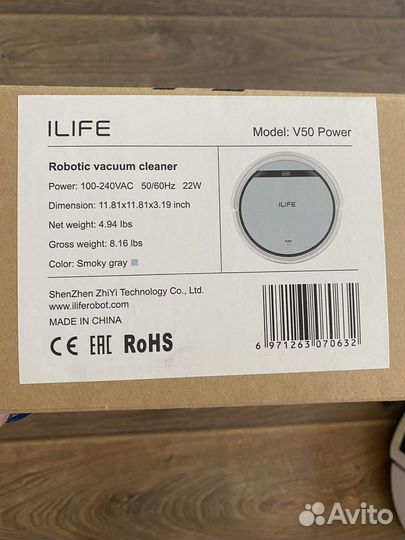 ILIFE
Model: V50 Power
Robotic vacuum cleaner
Power: 100-240VAC 50/60Hz 22W
Dimension: 11.81x11.81x3.19 inch
Net weight: 4.94 lbs
Gross weight: 8.16 lbs
Color: Smoky gray
ILIFE
ShenZhen ZhiYi Technology Co., Ltd.
www.iliferobot.com
MADE IN CHINA
CE EAC RoHS
6 971263 070632
Avito